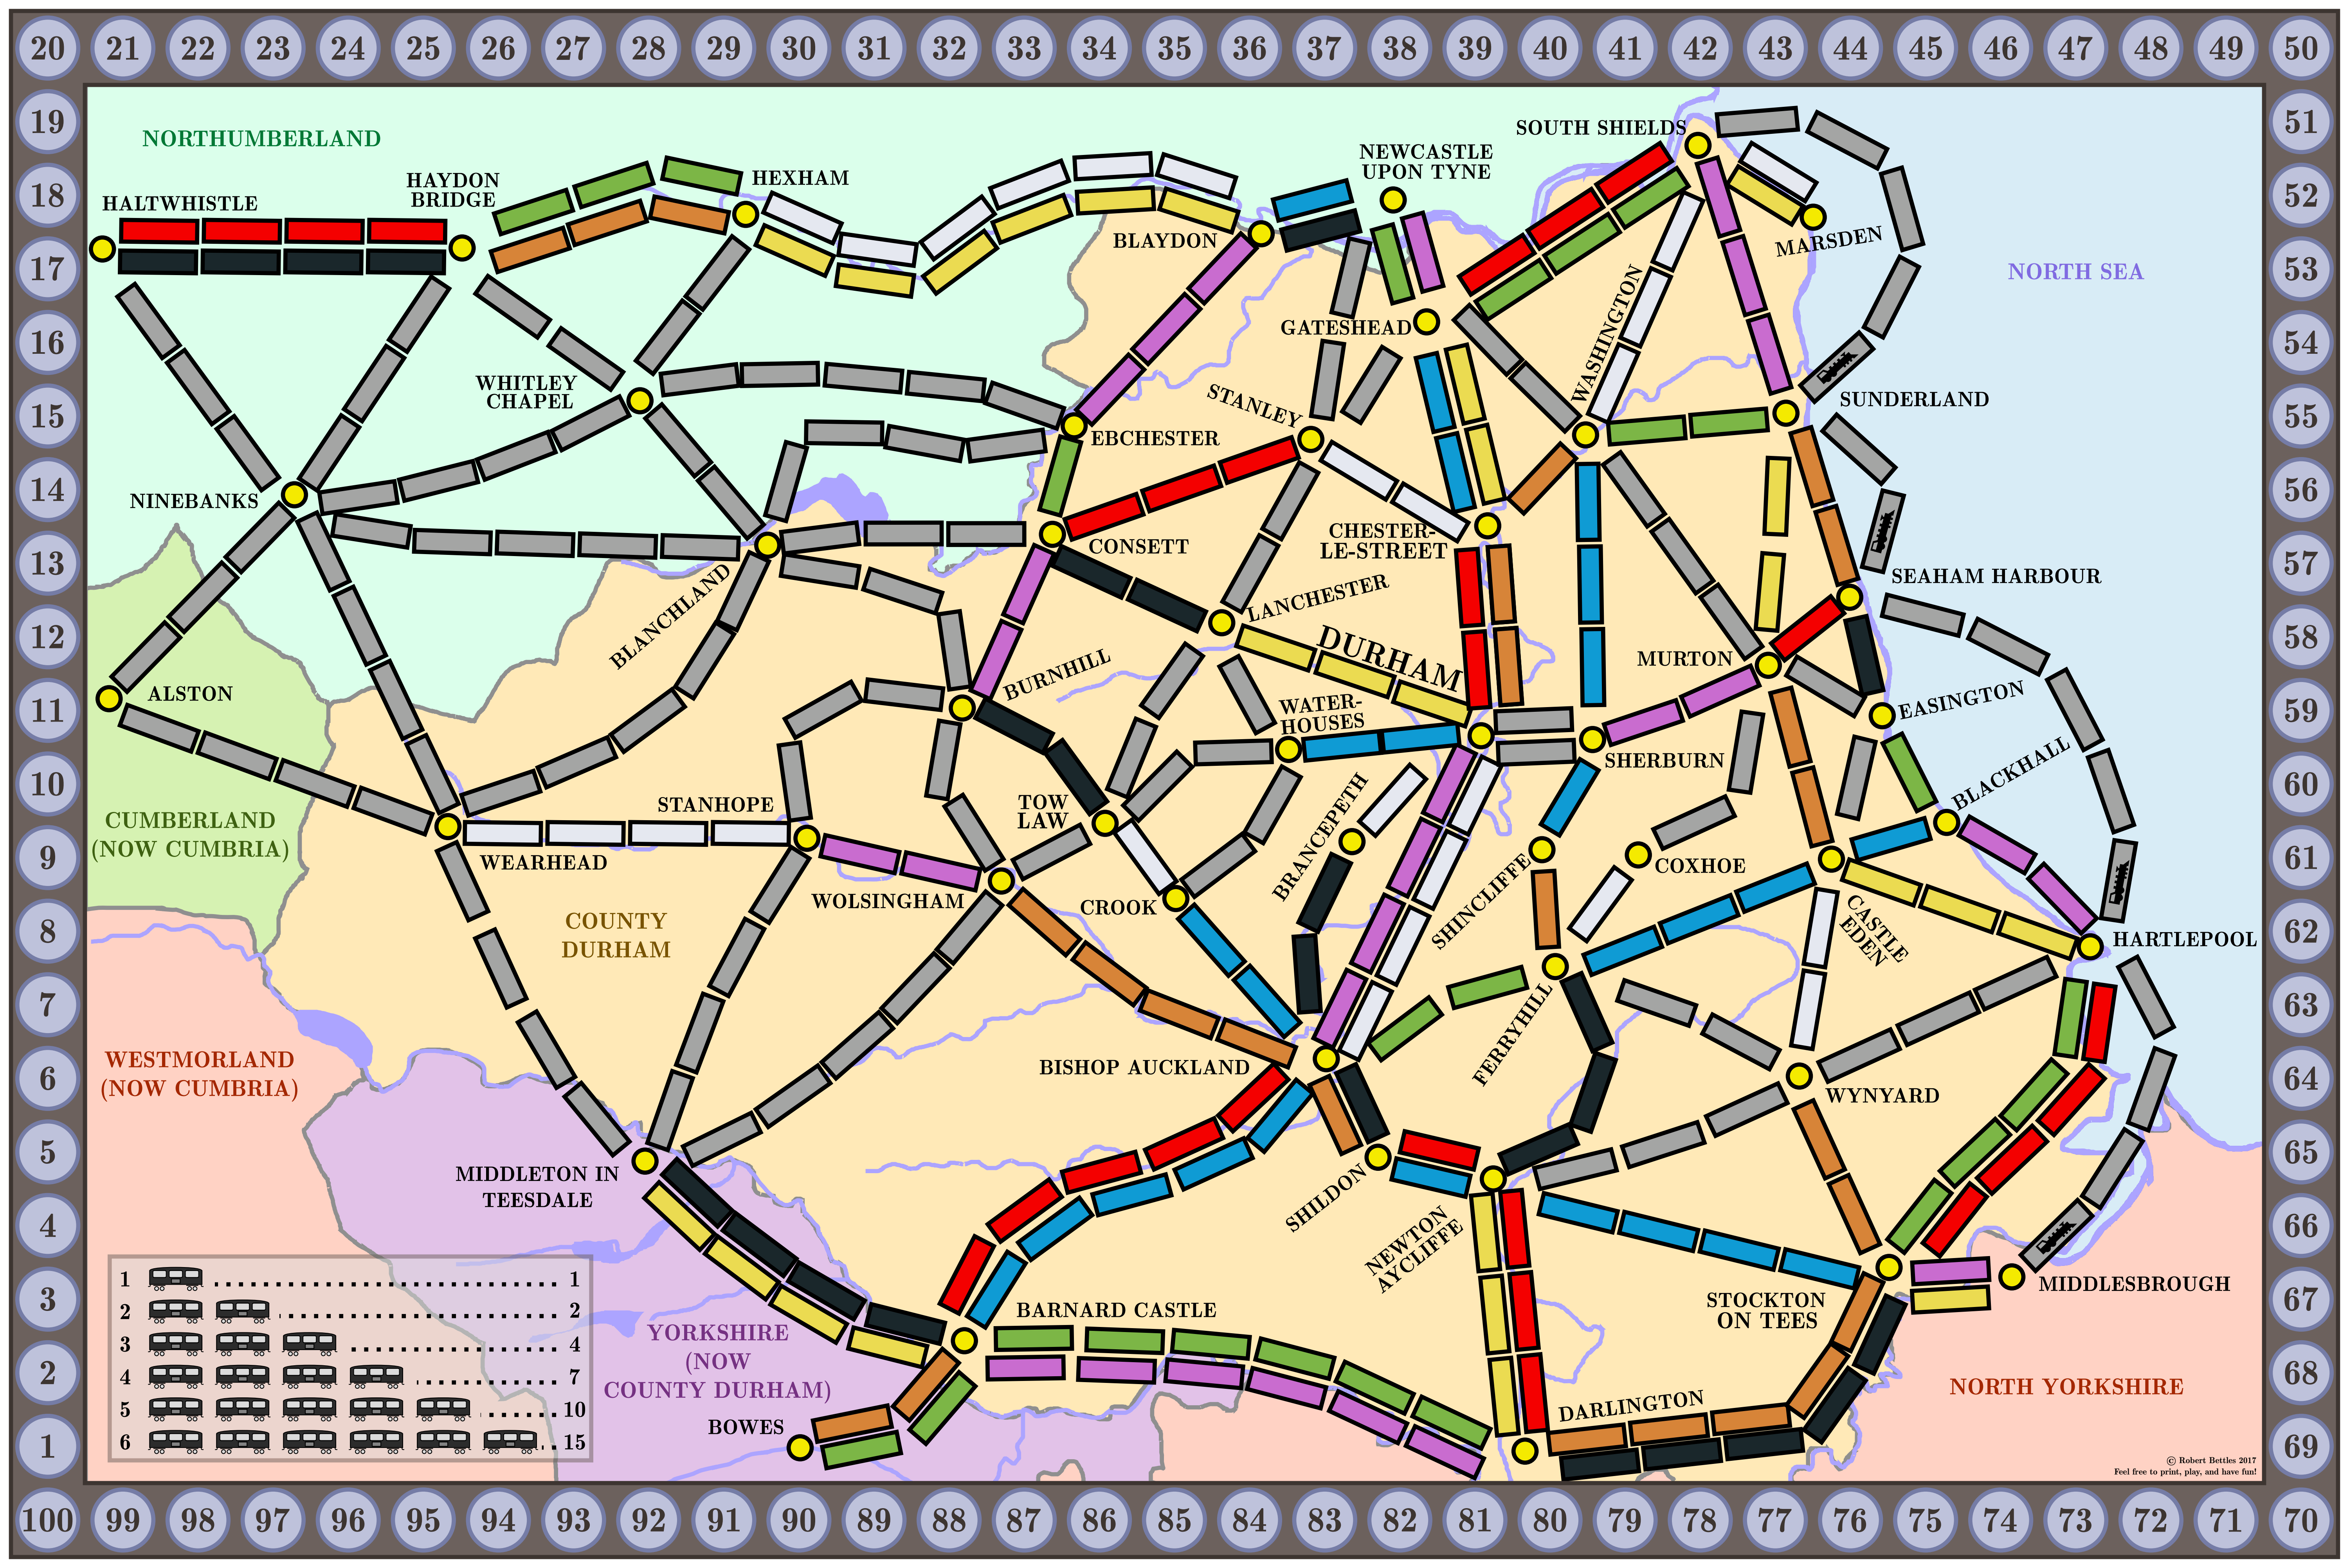 20 21 22 23 24 25 26 27 28 29 30 31 32 33 34 35 36 37 38 39 40 41 42 43 44 45 46 47 48 49 50
19
18
17
16
15
14
13
12
11
10
9
8
7
6
5
4
3
2
1
51
52
53
54
55
56
57
58
59
60
61
62
63
64
65
66
67
68
69
NORTHUMBERLAND
SOUTH SHIELDS
NEWCASTLE
UPON TYNE
HALTWHISTLE
HAYDON
BRIDGE
HEXHAM
BLAYDON
MARSDEN
NORTH SEA
GATESHEAD
WASHINGTON
WHITLEY
CHAPEL
STANLEY
SUNDERLAND
EBCHESTER
NINEBANKS
CONSETT
CHESTER-
LE-STREET
SEAHAM HARBOUR
BLANCHLAND
LANCHESTER
DURHAM
MURTON
ALSTON
BURNHILL
WATER-
HOUSES
EASINGTON
SHERBURN
BLACKHALL
CUMBERLAND
(NOW CUMBRIA)
STANHOPE
TOW
LAW
BRANCEPETH
WEARHEAD
COXHOE
WOLSINGHAM
CROOK
SHINCLIFFE
CASTLE
EDEN
COUNTY
DURHAM
HARTLEPOOL
WESTMORLAND
(NOW CUMBRIA)
BISHOP AUCKLAND
FERRYHILL
WYNYARD
MIDDLETON IN
TEESDALE
SHILDON
NEWTON
AYCLIFFE
MIDDLESBROUGH
STOCKTON
ON TEES
BARNARD CASTLE
YORKSHIRE
(NOW
COUNTY DURHAM)
BOWES
DARLINGTON
NORTH YORKSHIRE
1 1
2 2
3 4
4 7
5 10
6 15
© Robert Bettles 2017
Feel free to print, play, and have fun!
100 99 98 97 96 95 94 93 92 91 90 89 88 87 86 85 84 83 82 81 80 79 78 77 76 75 74 73 72 71 70